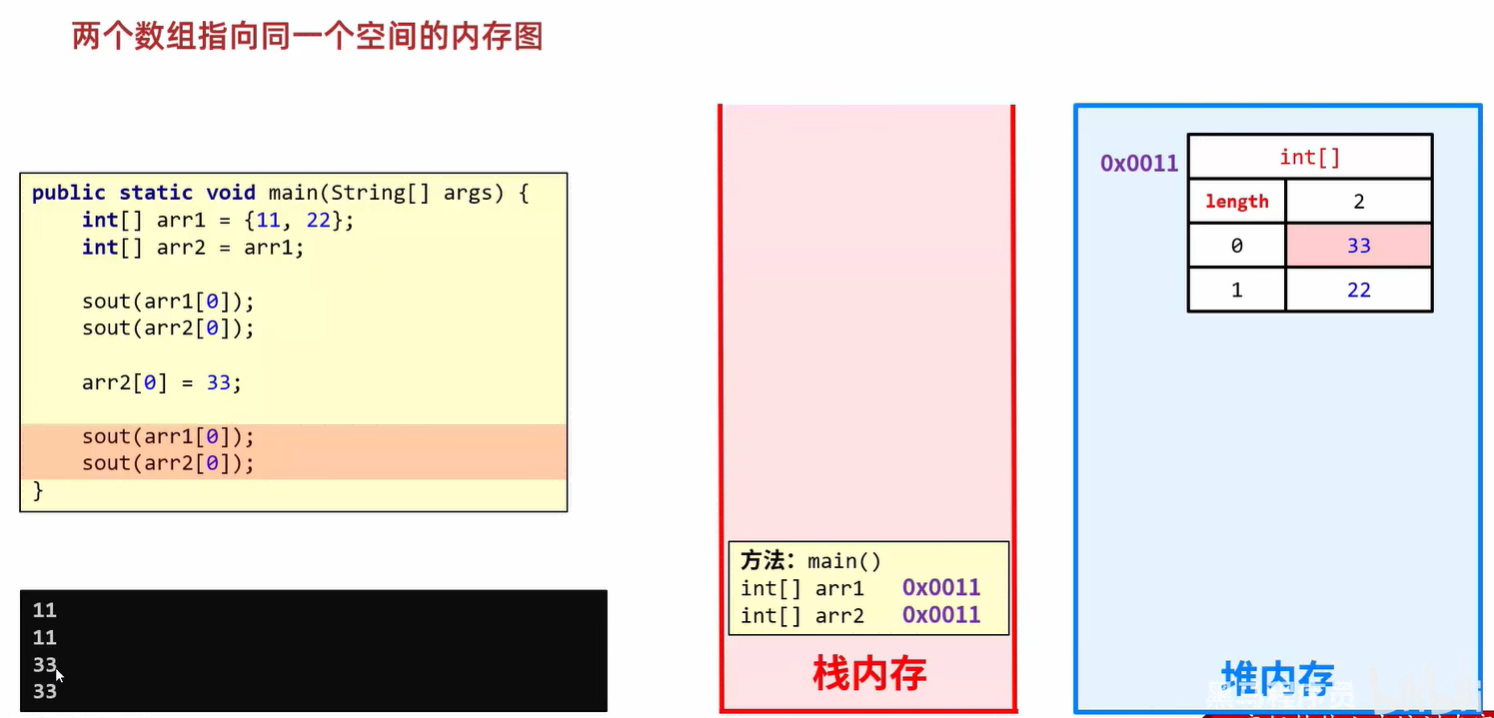 两个数组指向同一个空间的内存图
public static void main(String[] args) {
int[] arr1 = {11, 22};
int[] arr2 = arr1;
sout(arr1[0]);
sout(arr2[0]);
arr2[0] = 33;
sout(arr1[0]);
sout(arr2[0]);
}
11
11
33
33
方法：main()
int[] arr1 0x0011
int[] arr2 0x0011
栈内存
0x0011
int[]
length 2
0 33
1 22
堆内存